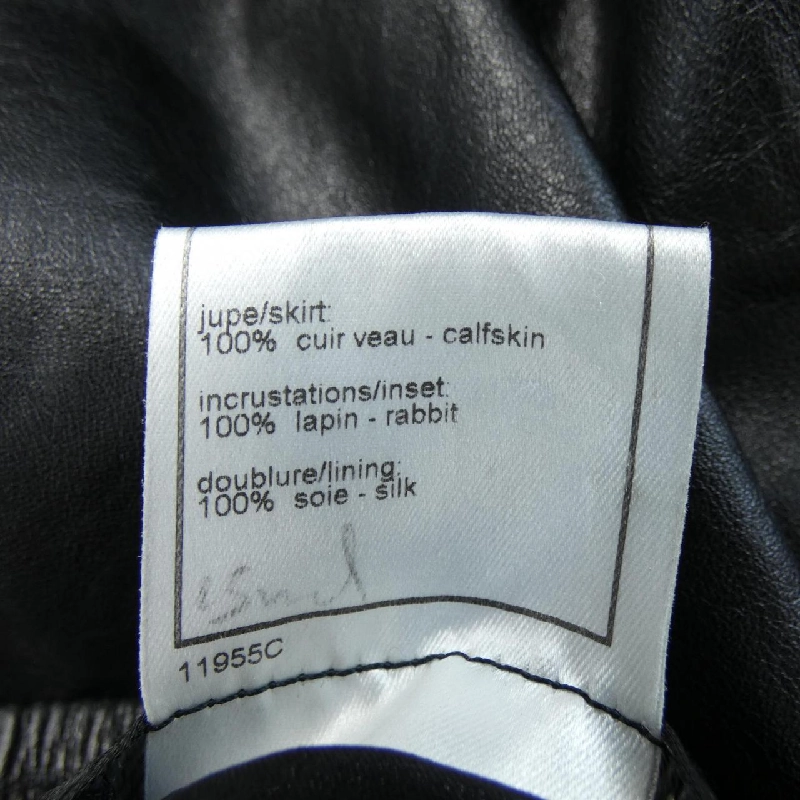 jupe/skirt:
100% cuir veau - calfskin
incrustations/inset:
100% lapin - rabbit
doublure/lining:
100% soie - silk
11955C